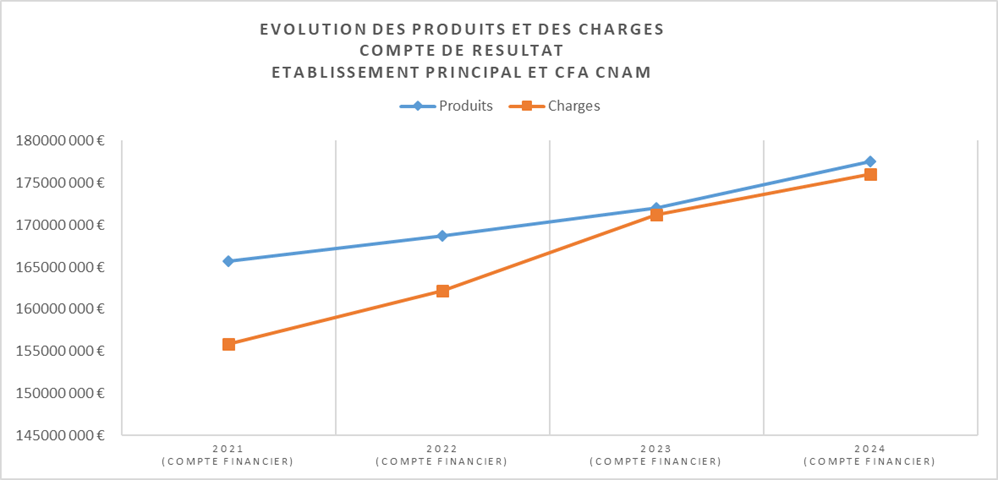 EVOLUTION DES PRODUITS ET DES CHARGES
COMPTE DE RESULTAT
ETABLISSEMENT PRINCIPAL ET CFA CNAM
Produits Charges
180000 000 €
175000 000 €
170000 000 €
165000 000 €
160000 000 €
155000 000 €
150000 000 €
145000 000 €
2021 2022 2023 2024
(COMPTE FINANCIER) (COMPTE FINANCIER) (COMPTE FINANCIER) (COMPTE FINANCIER)